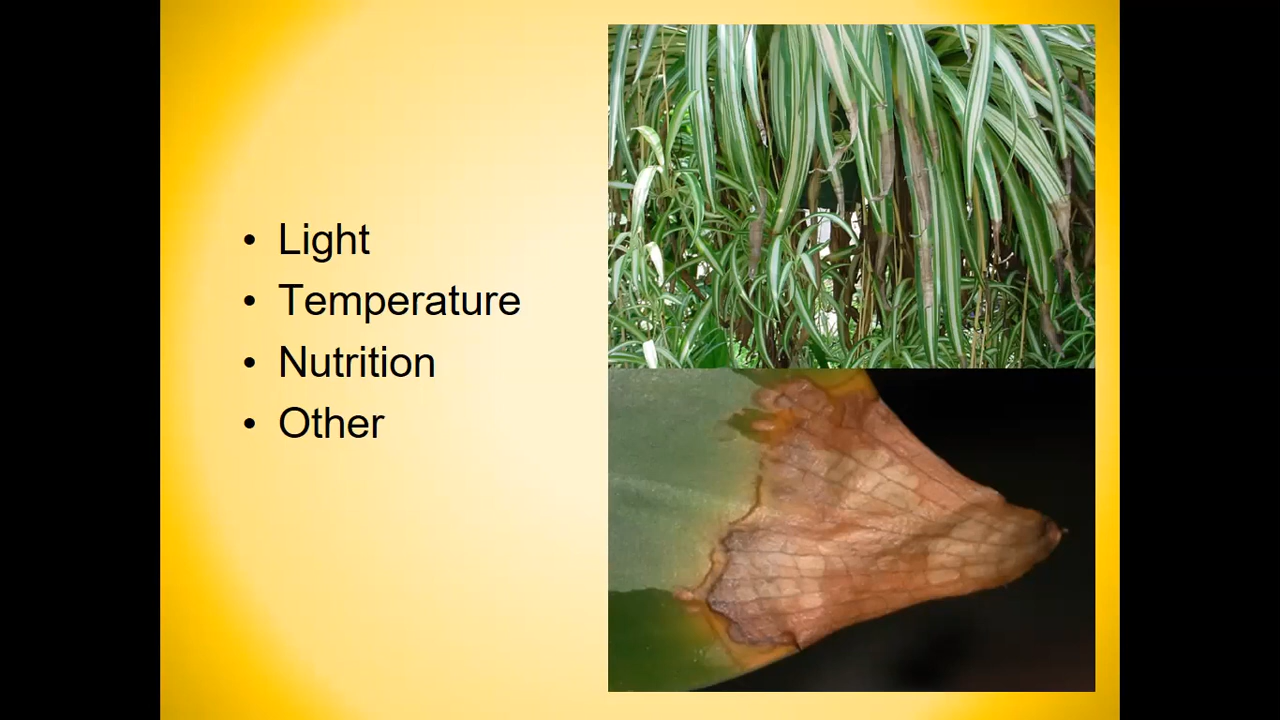 • Light
• Temperature
• Nutrition
• Other